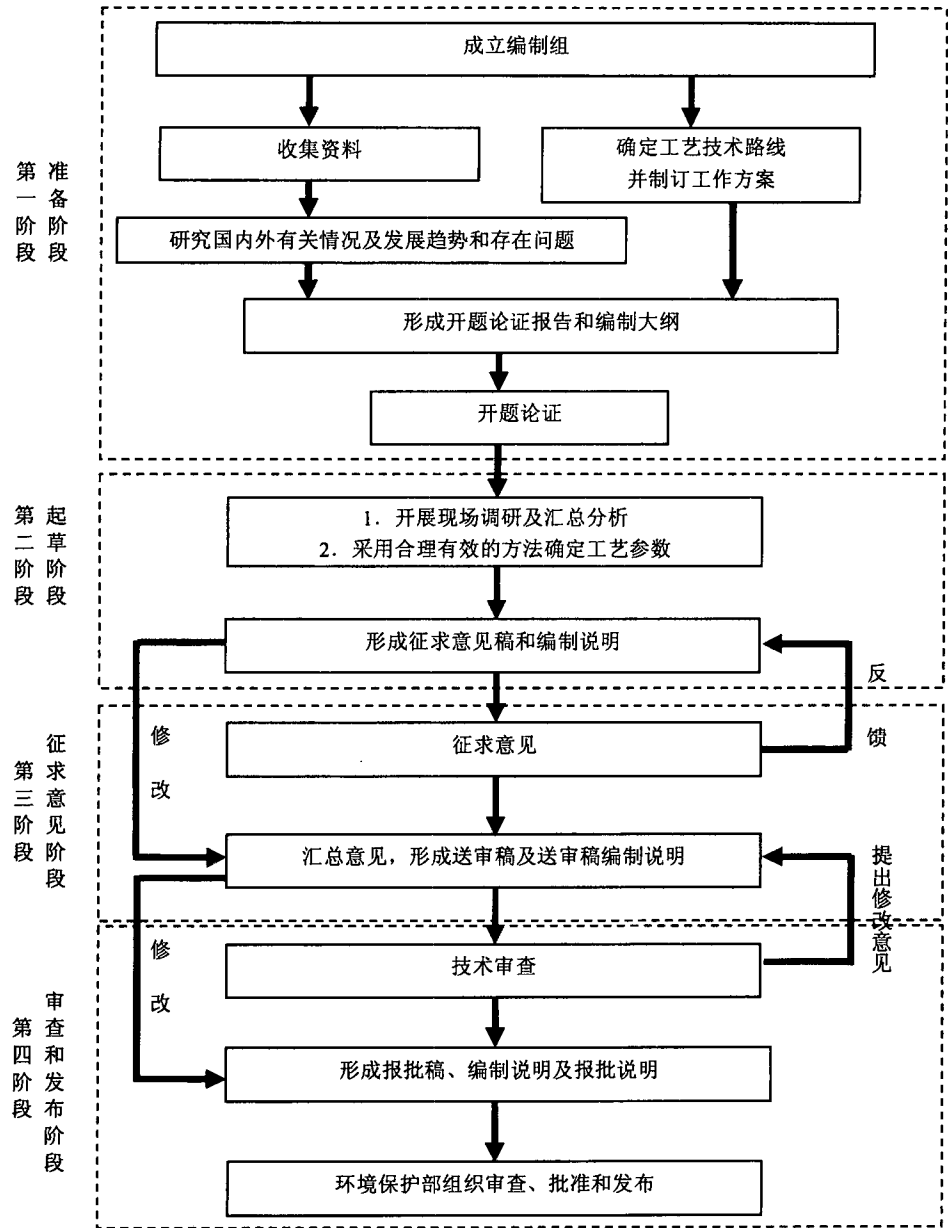 成立编制组
收集资料
确定工艺技术路线
并制订工作方案
研究国内外有关情况及发展趋势和存在问题
形成开题论证报告和编制大纲
开题论证
第一阶段
准备阶段
1．开展现场调研及汇总分析
2．采用合理有效的方法确定工艺参数
形成征求意见稿和编制说明
第二阶段
起草阶段
反馈
修改
征求意见
汇总意见，形成送审稿及送审稿编制说明
第三阶段
征求意见阶段
提出修改意见
修改
技术审查
形成报批稿、编制说明及报批说明
环境保护部组织审查、批准和发布
第四阶段
审查和发布阶段